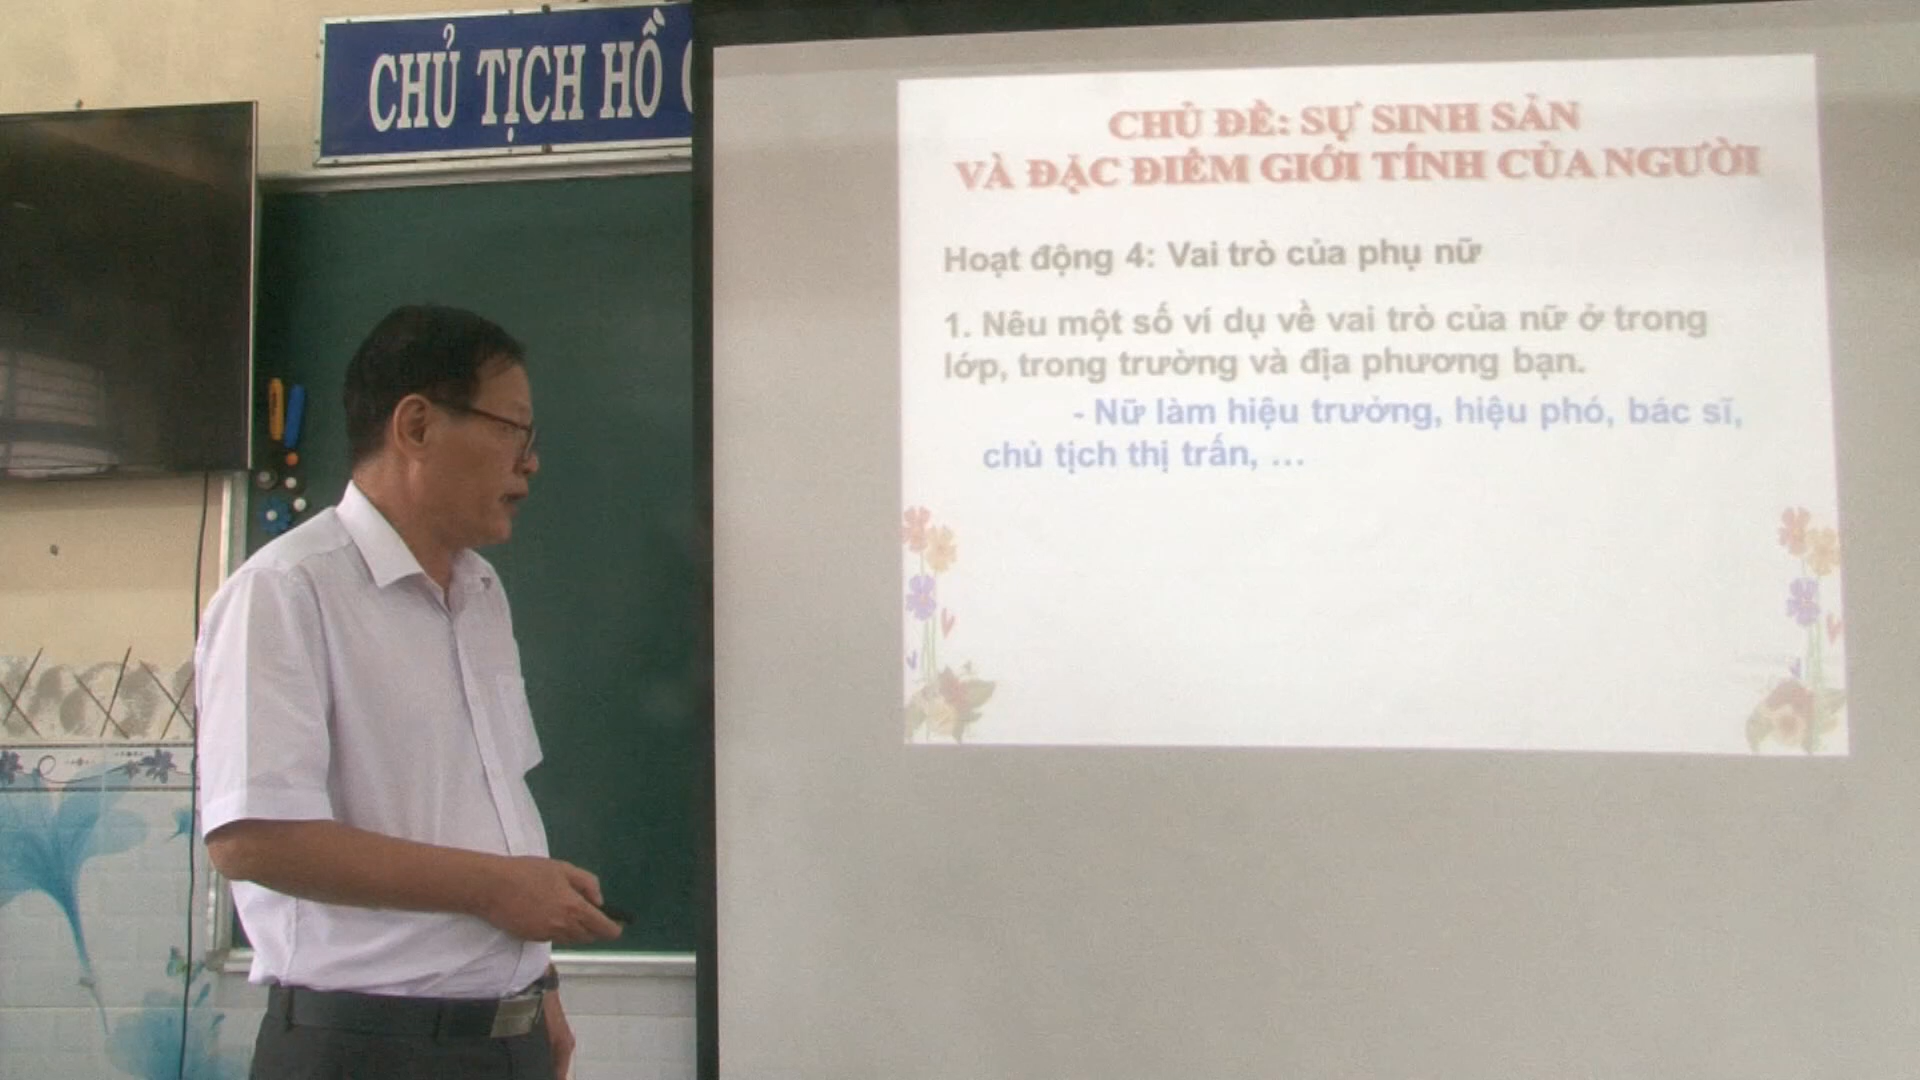 CHỦ TỊCH HỒ
CHỦ ĐỀ: SỰ SINH SẢN
VÀ ĐẶC ĐIỂM GIỚI TÍNH CỦA NGƯỜI
Hoạt động 4: Vai trò của phụ nữ
1. Nêu một số ví dụ về vai trò của nữ ở trong
lớp, trong trường và địa phương bạn.
- Nữ làm hiệu trưởng, hiệu phó, bác sĩ,
chủ tịch thị trấn, ...